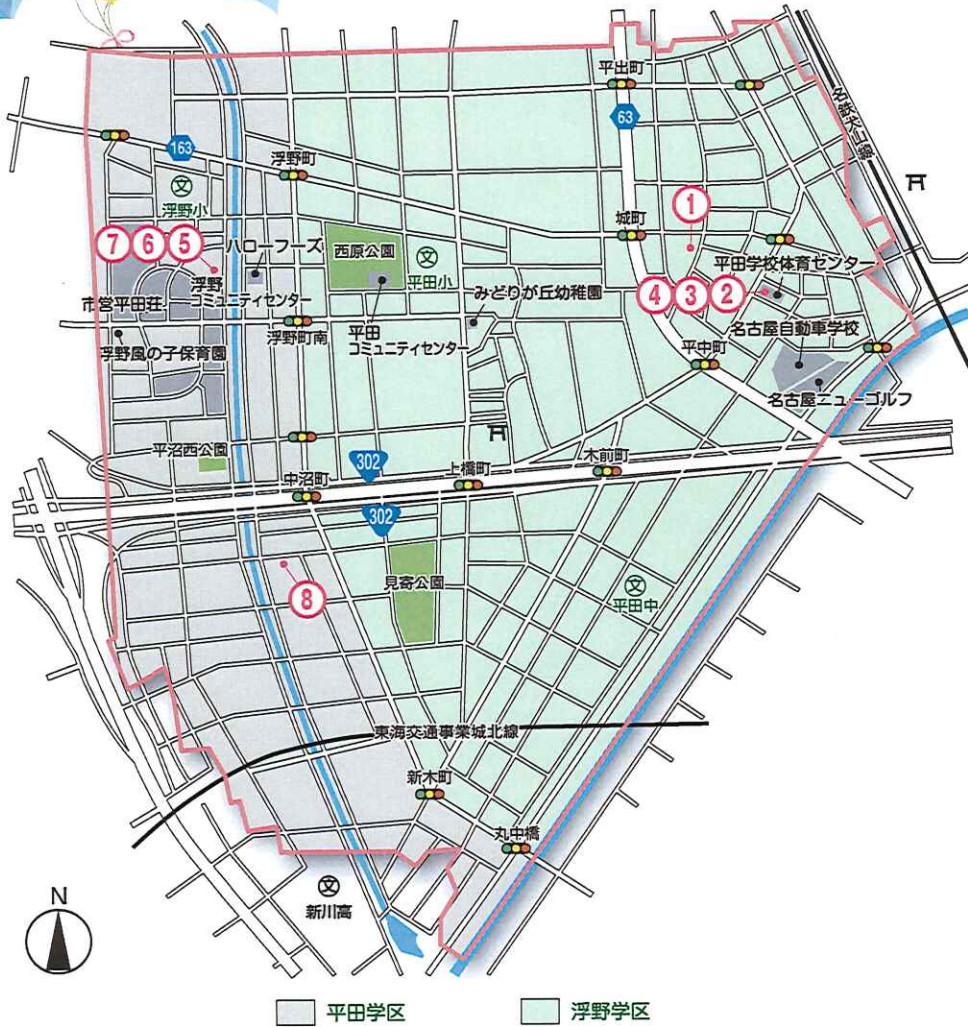 平出町
63
名鉄犬山線
163
浮野町
浮野小
城町
①
⑦ ⑥ ⑤
ハローフーズ
西原公園
平田小
平田学校体育センター
④ ③ ②
浮野
コミュニティセンター
市営平田荘
みどりが丘幼稚園
名古屋自動車学校
浮野風の子保育園
浮野町南
平田
コミュニティセンター
平中町
名古屋ニューゴルフ
平沼西公園
中沼町
302
上橋町
木前町
302
見寄公園
⑧
平田中
東海交通事業城北線
新木町
丸中橋
新川高
N
平田学区
浮野学区